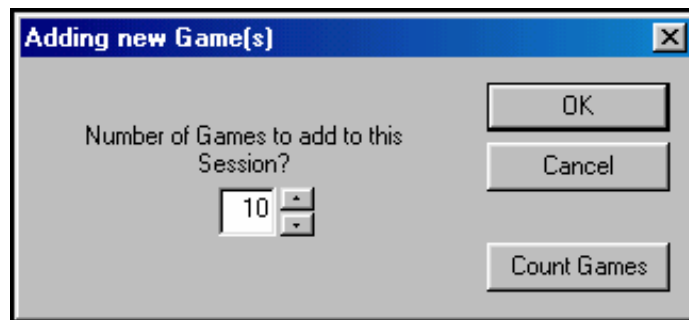 Adding new Game(s)
Number of Games to add to this
Session?
10
OK
Cancel
Count Games